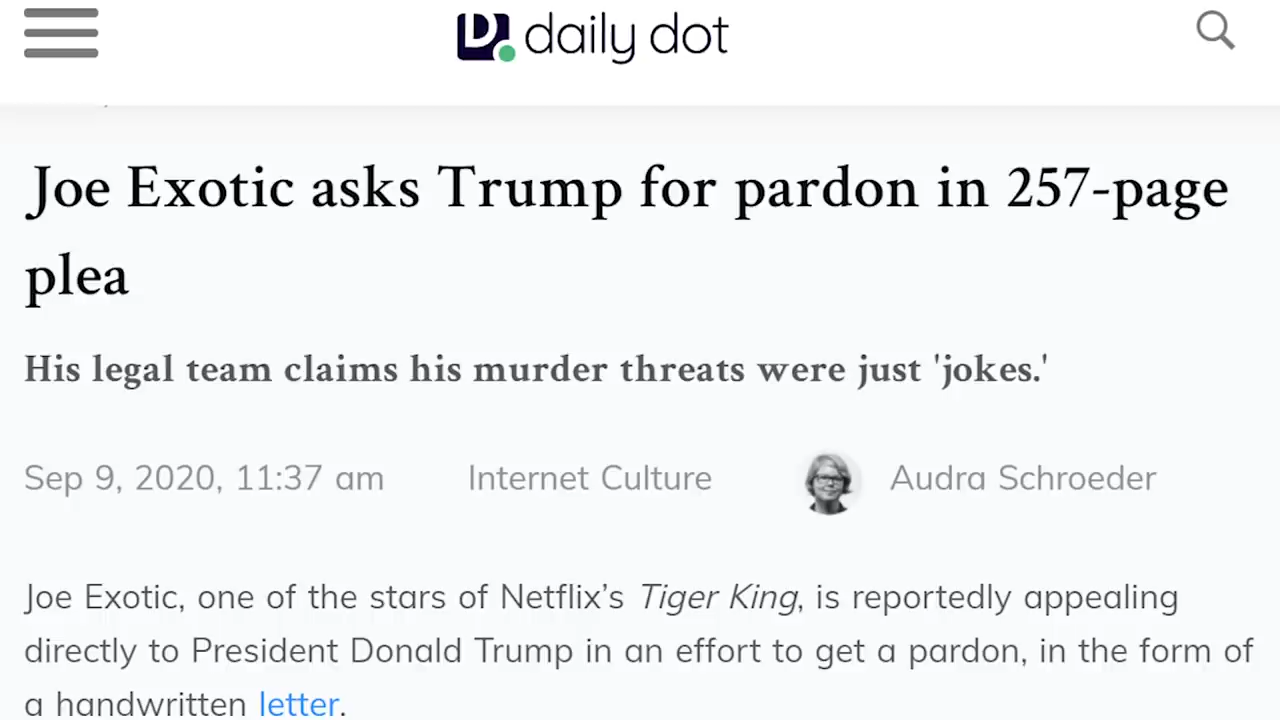 D. daily dot
Joe Exotic asks Trump for pardon in 257-page
plea
His legal team claims his murder threats were just 'jokes.'
Sep 9, 2020, 11:37 am Internet Culture Audra Schroeder
Joe Exotic, one of the stars of Netflix’s Tiger King, is reportedly appealing
directly to President Donald Trump in an effort to get a pardon, in the form of
a handwritten letter.